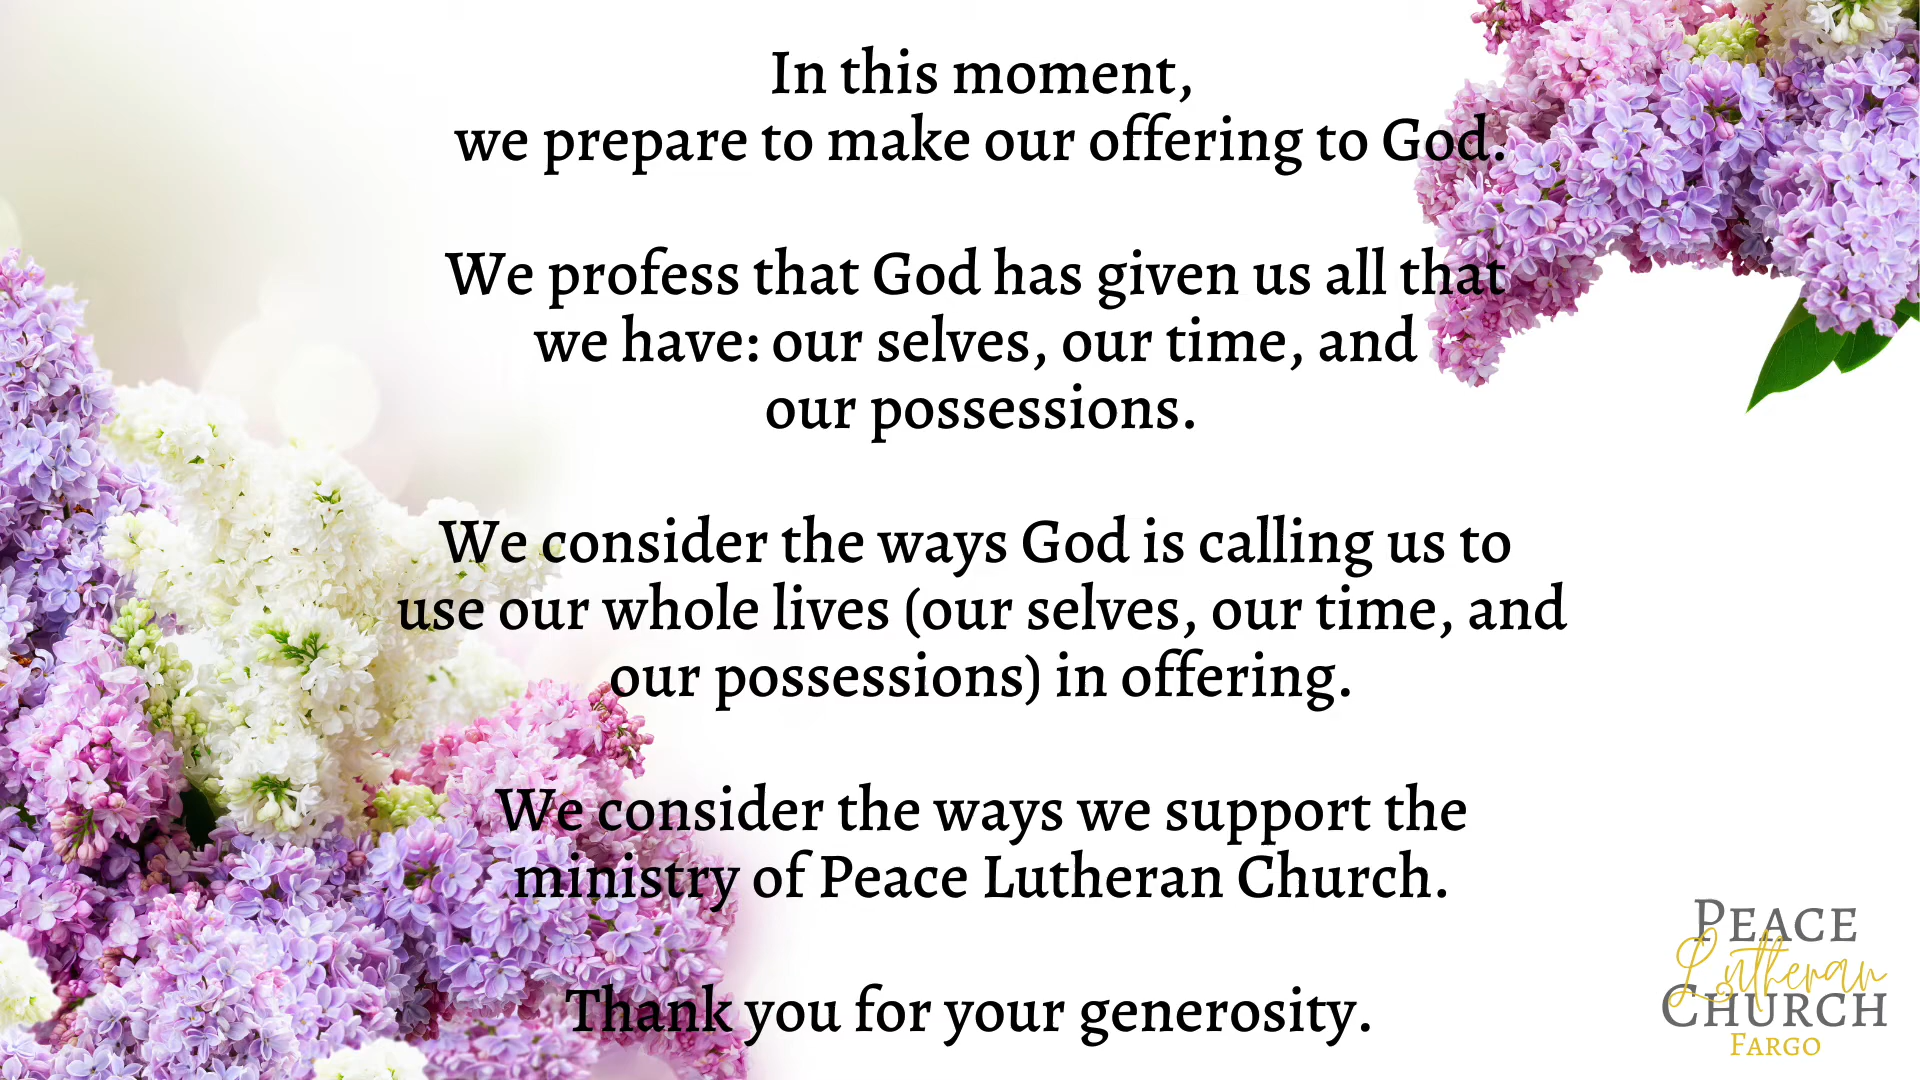 In this moment,
we prepare to make our offering to God.
We profess that God has given us all that
we have: our selves, our time, and
our possessions.
We consider the ways God is calling us to
use our whole lives (our selves, our time, and
our possessions) in offering.
We consider the ways we support the
ministry of Peace Lutheran Church.
Thank you for your generosity.
Peace
Lutheran
Church
Fargo